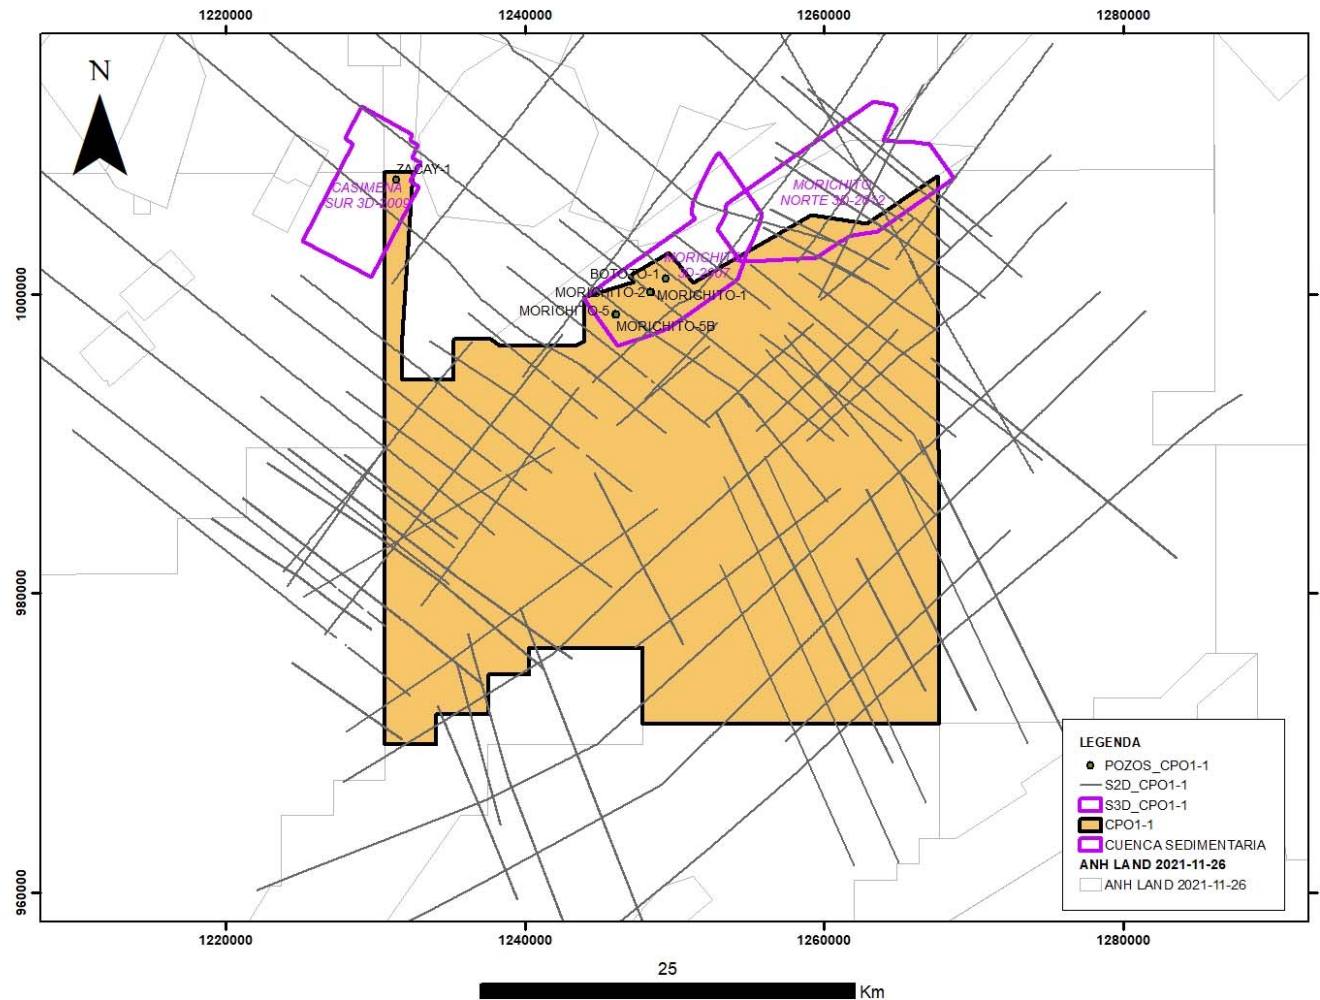 1220000 1240000 1260000 1280000
N
ZACAY-1
CASIMENA
SUR 3D-2009
MORICHITO
NORTE 3D-2012
MORICHITO
3D-2007
BOTOTO-1
MORICHITO-2
MORICHITO-1
MORICHITO-5
MORICHITO-5B
1000000
980000
960000
LEGENDA
POZOS_CPO1-1
S2D_CPO1-1
S3D_CPO1-1
CPO1-1
CUENCA SEDIMENTARIA
ANH LAND 2021-11-26
ANH LAND 2021-11-26
1220000 1240000 1260000 1280000
25
Km